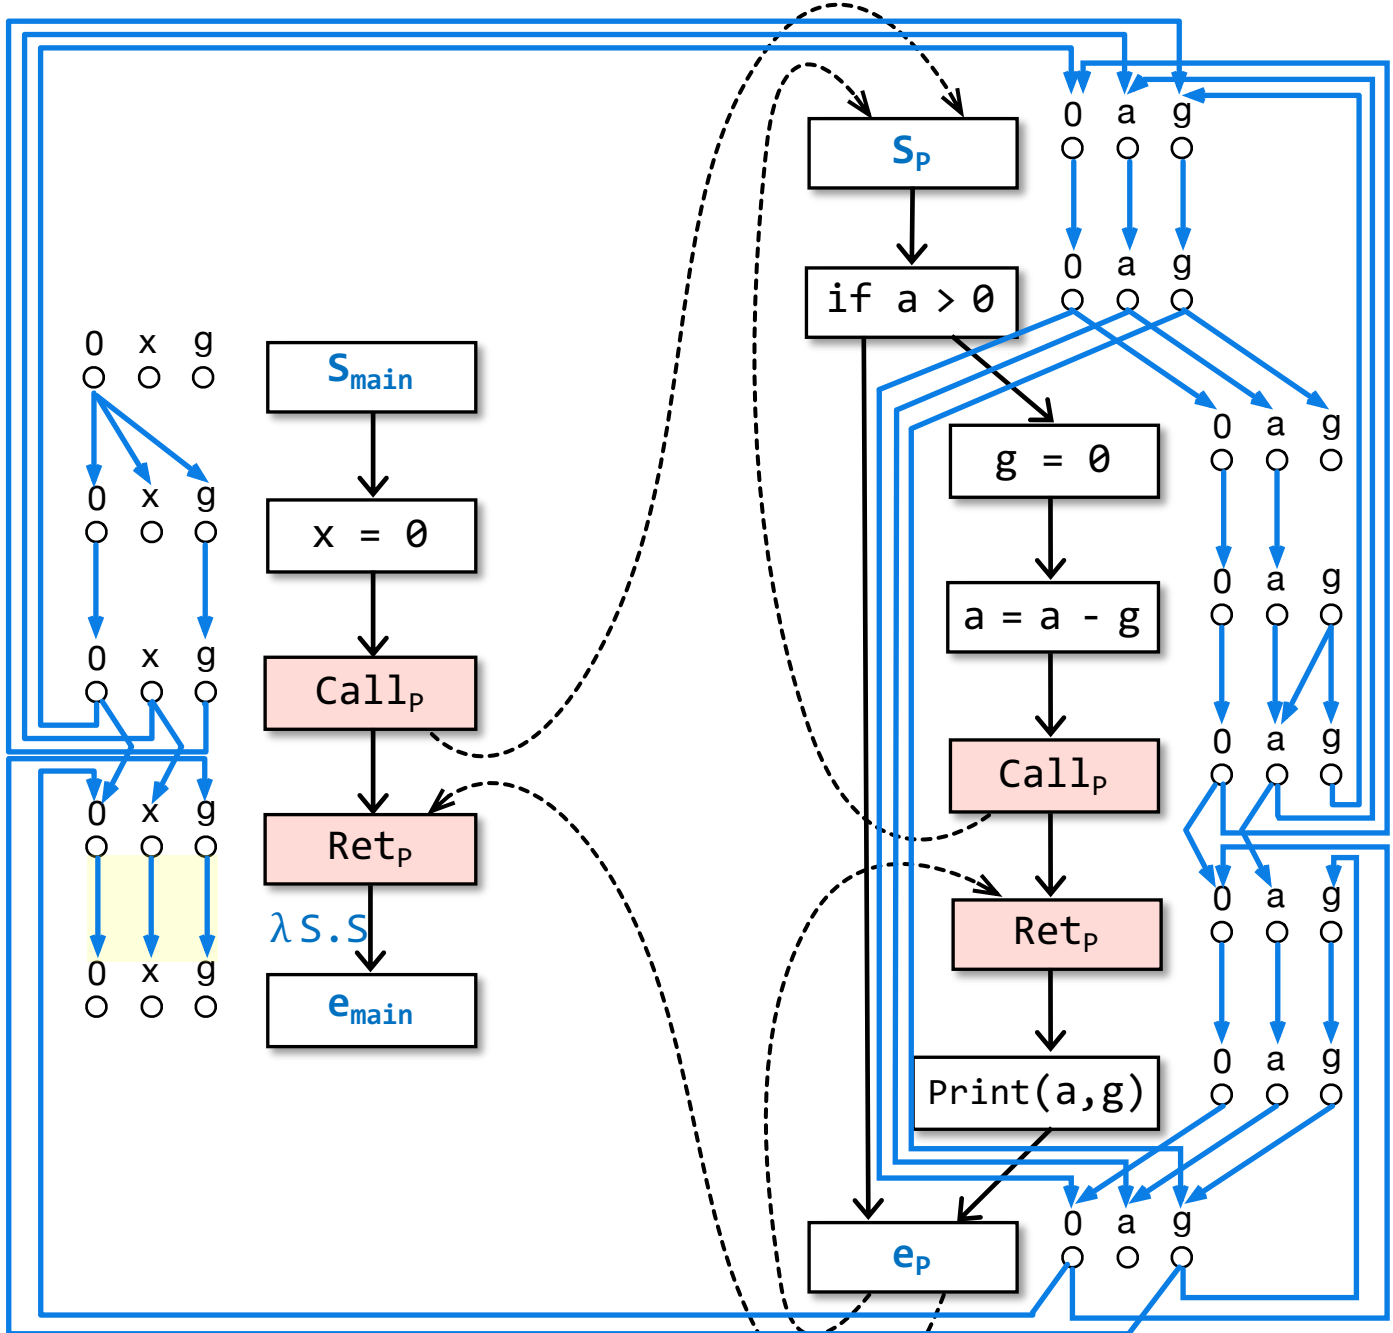 0 a g
S_P
0 a g
if a > 0
0 x g
S_main
0 a g
g = 0
0 x g
x = 0
0 a g
a = a - g
0 x g
Call_P
0 a g
Call_P
0 x g
Ret_P
0 a g
Ret_P
λ S.S
0 x g
e_main
0 a g
Print(a,g)
0 a g
e_P